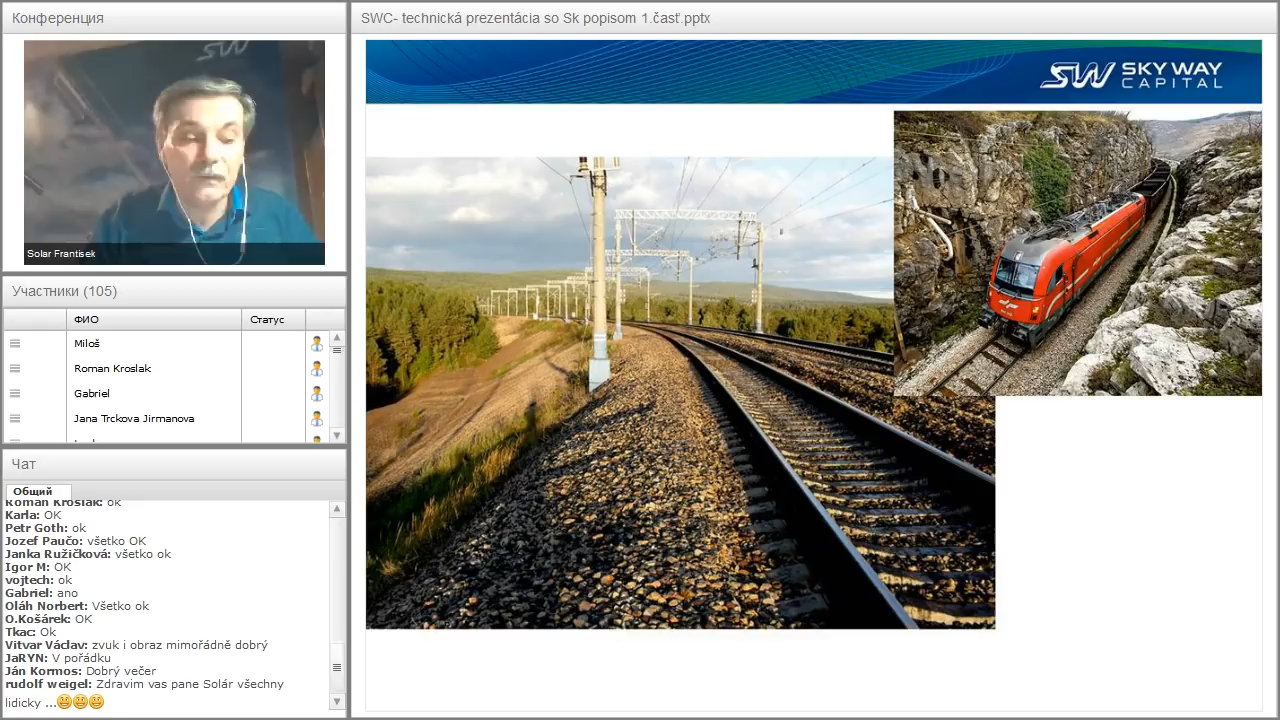 Конференция
SW
Solar Frantisek
Участники (105)
ФИО
Статус
Miloš
Roman Kroslak
Gabriel
Jana Trckova Jirmanova
Чат
Общий
Roman Kroslak: ok
Karla: OK
Petr Goth: ok
Jozef Paučo: všetko OK
Janka Ružičková: všetko ok
Igor M: OK
vojtech: ok
Gabriel: ano
Oláh Norbert: Všetko ok
O.Košárek: OK
Tkac: Ok
Vitvar Václav: zvuk i obraz mimořádně dobrý
JaRYN: V pořádku
Ján Kormos: Dobrý večer
rudolf weigel: Zdravim vas pane Solár všechny
lidicky ...
SWC- technická prezentácia so Sk popisom 1.časť.pptx
SW SKY WAY
CAPITAL